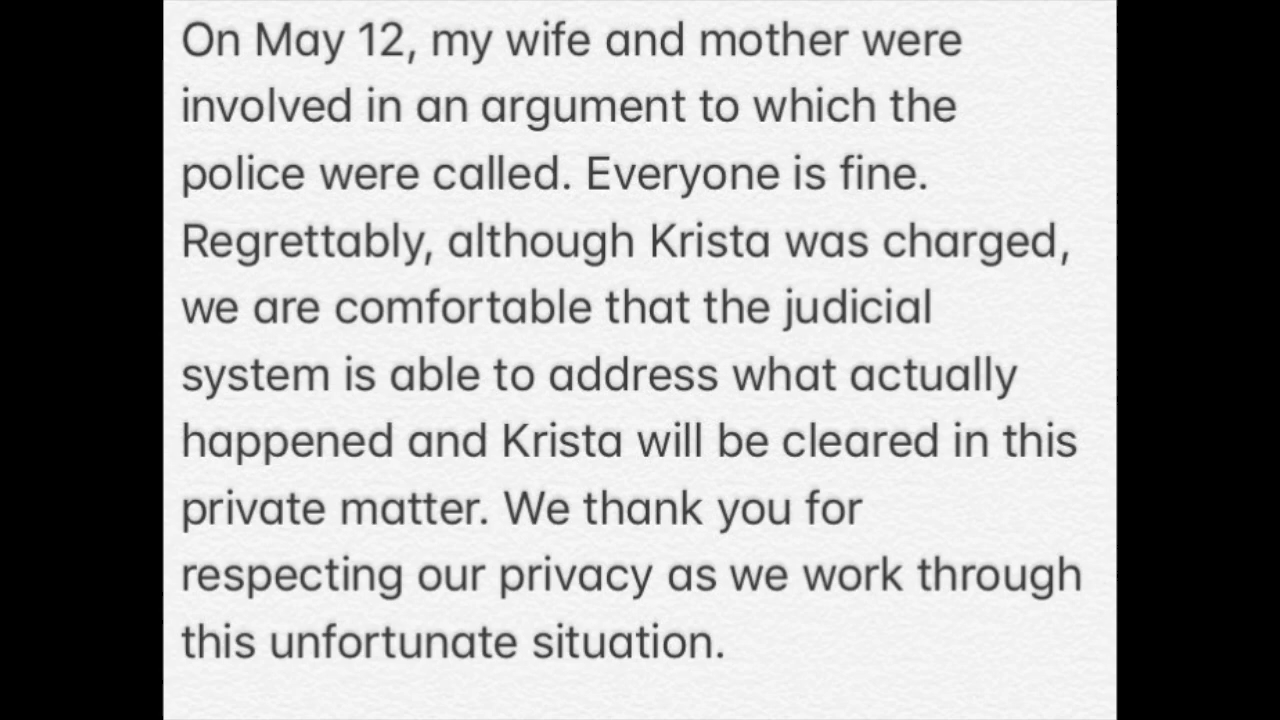 On May 12, my wife and mother were
involved in an argument to which the
police were called. Everyone is fine.
Regrettably, although Krista was charged,
we are comfortable that the judicial
system is able to address what actually
happened and Krista will be cleared in this
private matter. We thank you for
respecting our privacy as we work through
this unfortunate situation.